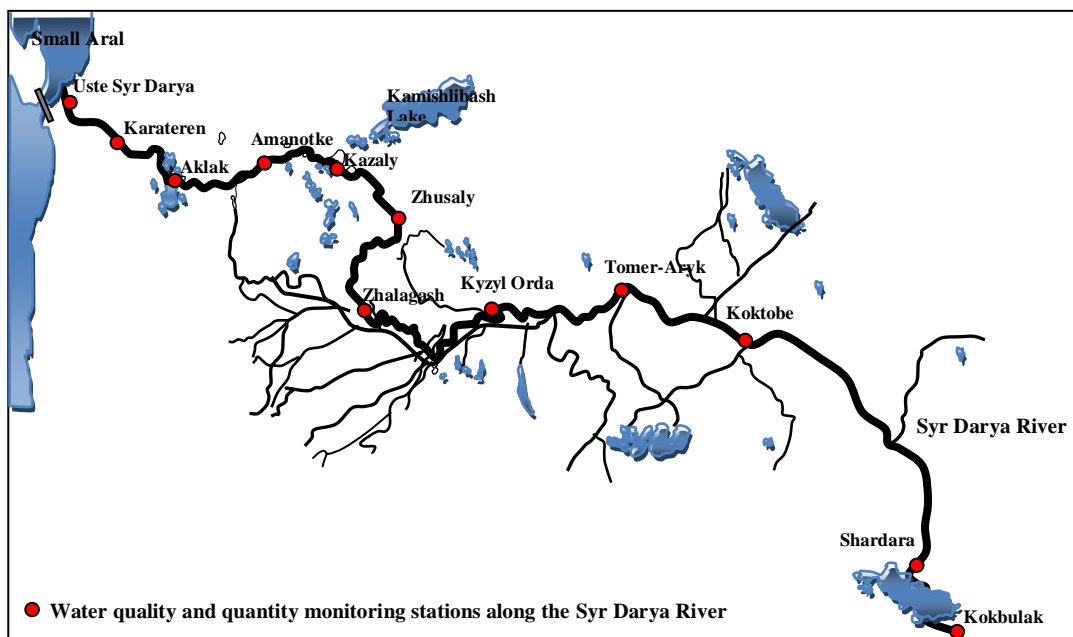 Small Aral
Uste Syr Darya
Karateren
Aklak
Amanotke
Kamishlibash
Lake
Kazaly
Zhusaly
Zhalagash
Kyzyl Orda
Tomer-Aryk
Koktobe
Syr Darya River
Shardara
Kokbulak
Water quality and quantity monitoring stations along the Syr Darya River